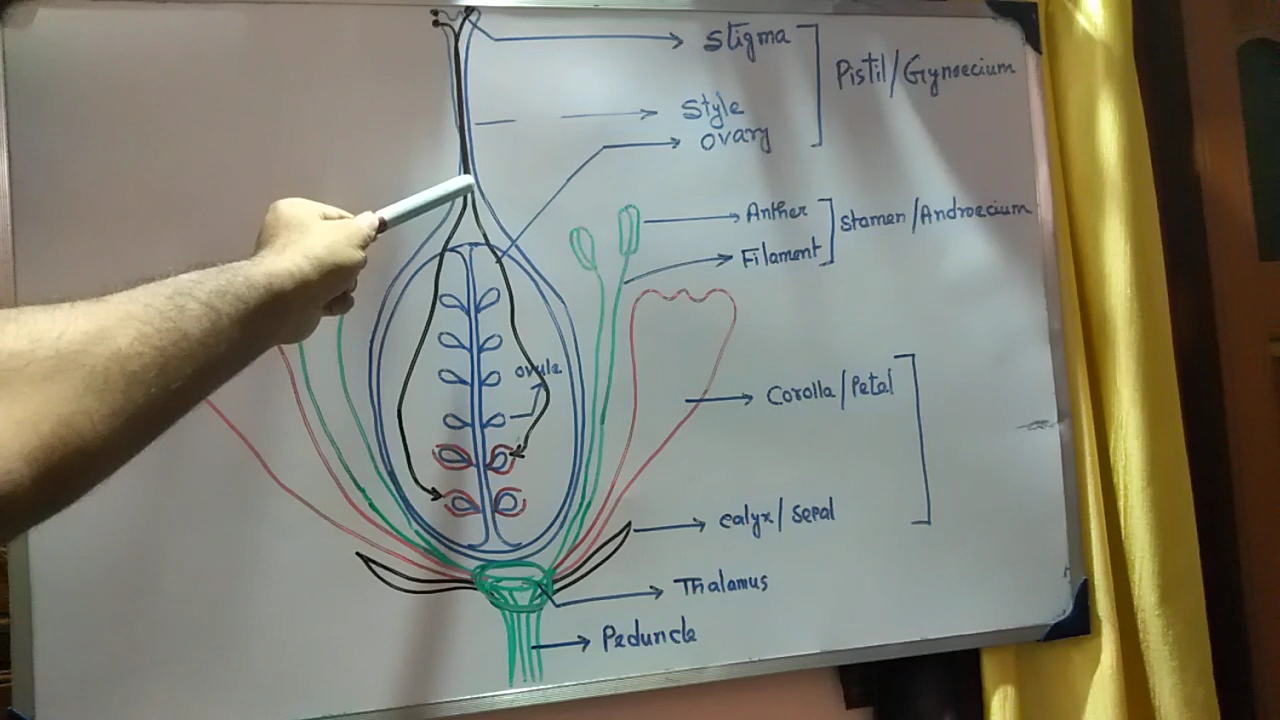 Stigma
Pistil/Gynoecium
Style
Ovary
Anther
Stamen/Androecium
Filament
ovule
Corolla/Petal
Calyx/Sepal
Thalamus
Peduncle